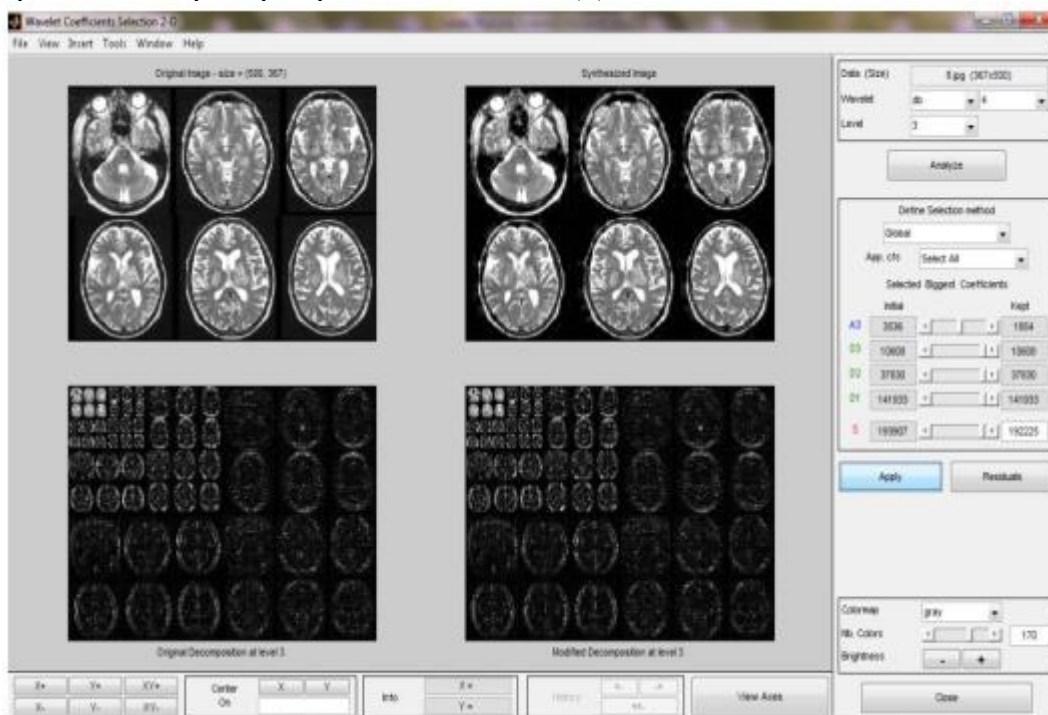 Wavelet Coefficients Selection 2-D
File View Insert Tools Window Help
Original Image - size = (500, 367)
Synthesized Image
Data (Size)
Wavelet db 4
Level 3
Analyze
Define Selection method
Global
App. cfs Select All
Selected Biggest Coefficients
Initial Kept
A3
D3 10608 10608
D2 37830 37830
D1 141933 141933
S 193907 192225
Apply Residuals
Original Decomposition at level 3
Modified Decomposition at level 3
Colormap gray
Nb. Colors 170
Brightness - +
X+ Y+ XY+
X- Y- XY-
Center On X Y
Info X = Y =
History
View Axes
Close